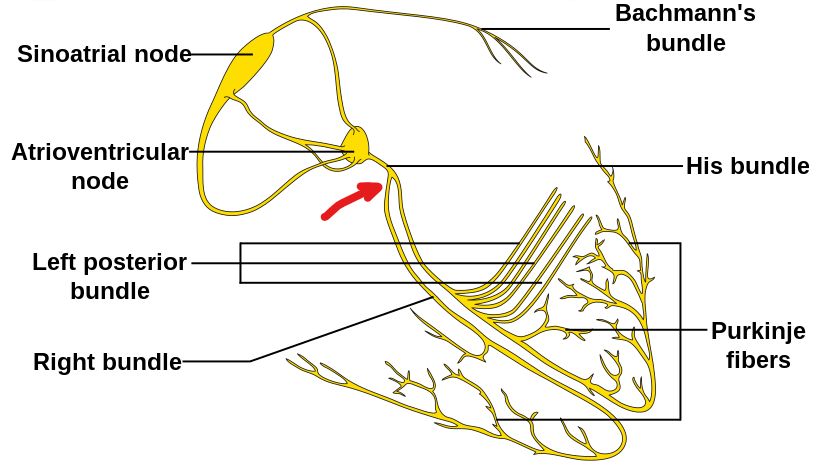 Bachmann's
bundle
Sinoatrial node
Atrioventricular
node
His bundle
Left posterior
bundle
Purkinje
fibers
Right bundle